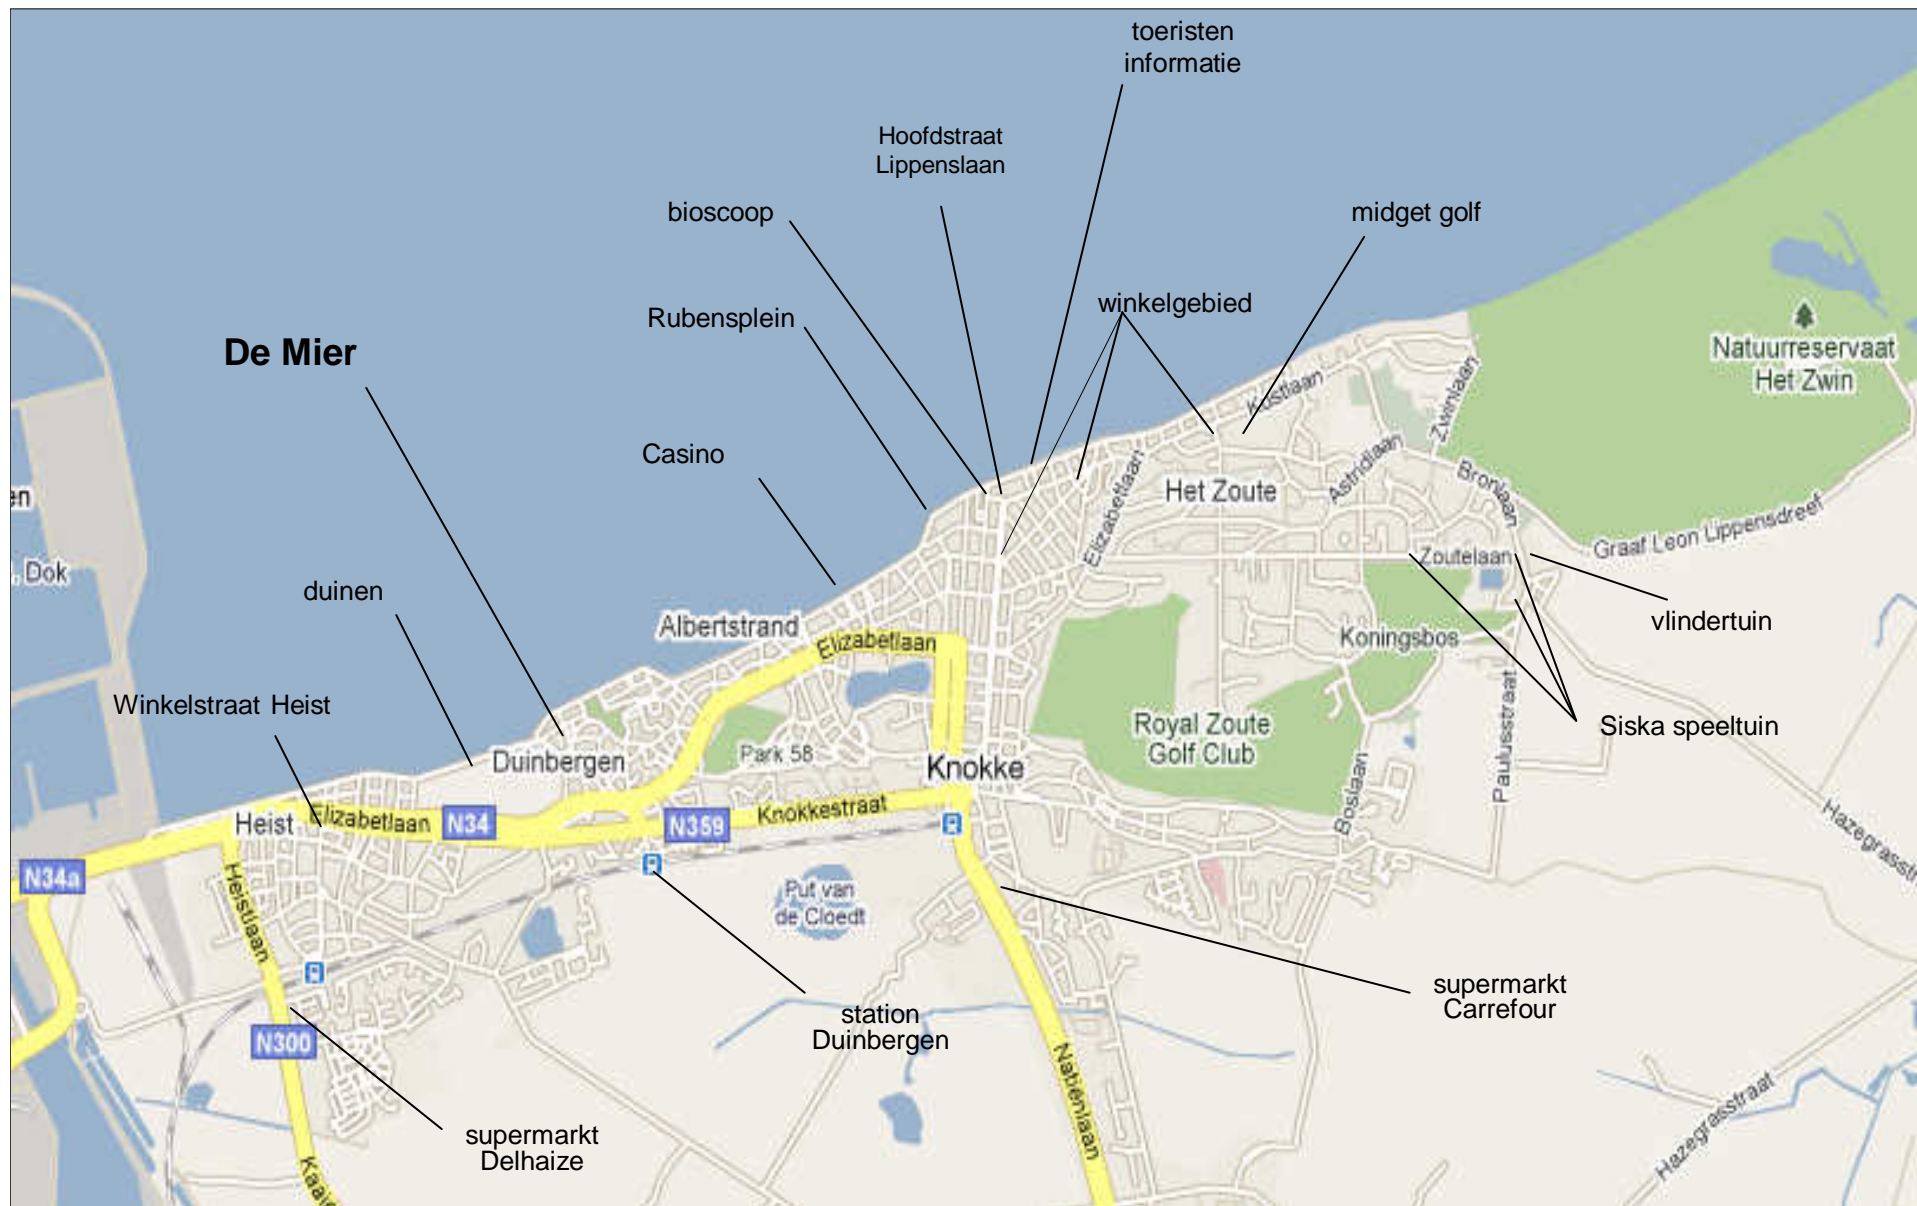 toeristen
informatie
Hoofdstraat
Lippenslaan
bioscoop
midget golf
winkelgebied
Rubensplein
De Mier
Natuurreservaat
Het Zwin
Kustlaan
Zwinlaan
Casino
Astridlaan
Elizabetlaan
Het Zoute
Bronlaan
en
Graaf Leon Lippensdreef
Zoutelaan
. Dok
duinen
Albertstrand
Elizabetlaan
Koningsbos
vlindertuin
Winkelstraat Heist
Paulusstraat
Royal Zoute
Golf Club
Siska speeltuin
Duinbergen
Park 58
Knokke
Boslaan
Heist
Elizabetlaan
N34
N359
Knokkestraat
Hazegrasstr
N34a
Heistlaan
Put van
de Cloedt
supermarkt
Carrefour
station
Duinbergen
N300
Natiënlaan
Hazegrasstraat
supermarkt
Delhaize